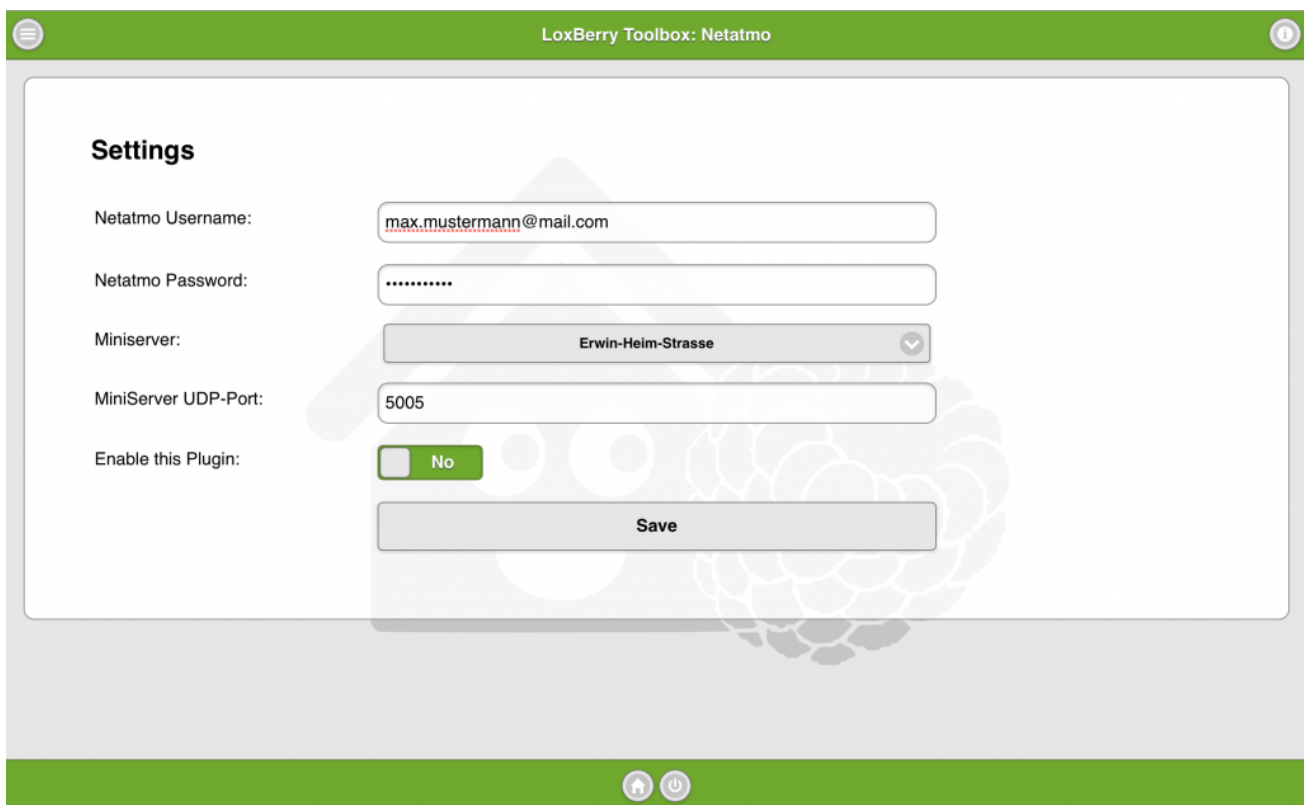 LoxBerry Toolbox: Netatmo
Settings
Netatmo Username:
max.mustermann@mail.com
Netatmo Password:
•••••••••••
Miniserver:
Erwin-Heim-Strasse
MiniServer UDP-Port:
5005
Enable this Plugin:
No
Save